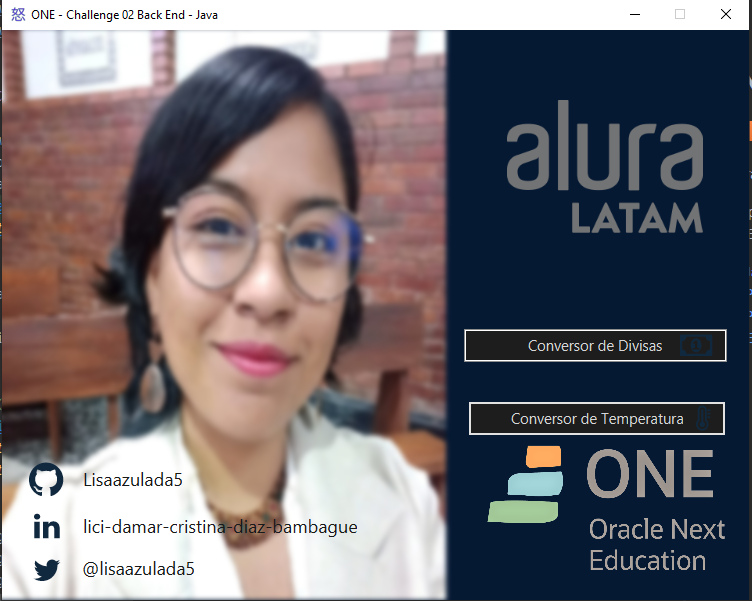 怒 ONE - Challenge 02 Back End - Java
alura
LATAM
Conversor de Divisas
Conversor de Temperatura
ONE
Oracle Next
Education
Lisaazulada5
lici-damar-cristina-diaz-bambague
@lisaazulada5